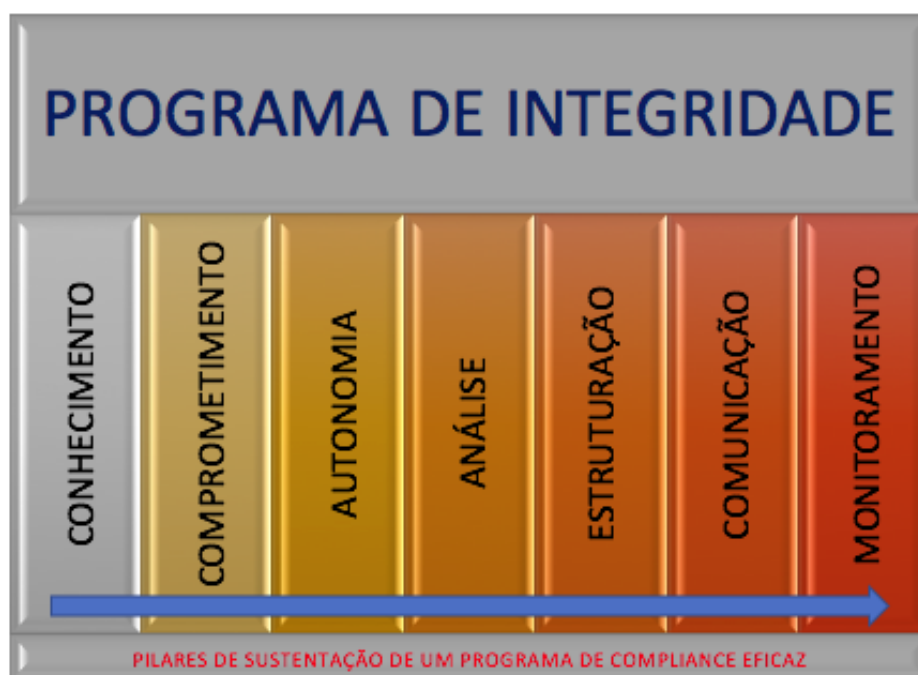 PROGRAMA DE INTEGRIDADE
CONHECIMENTO
COMPROMETIMENTO
AUTONOMIA
ANÁLISE
ESTRUTURAÇÃO
COMUNICAÇÃO
MONITORAMENTO
PILARES DE SUSTENTAÇÃO DE UM PROGRAMA DE COMPLIANCE EFICAZ